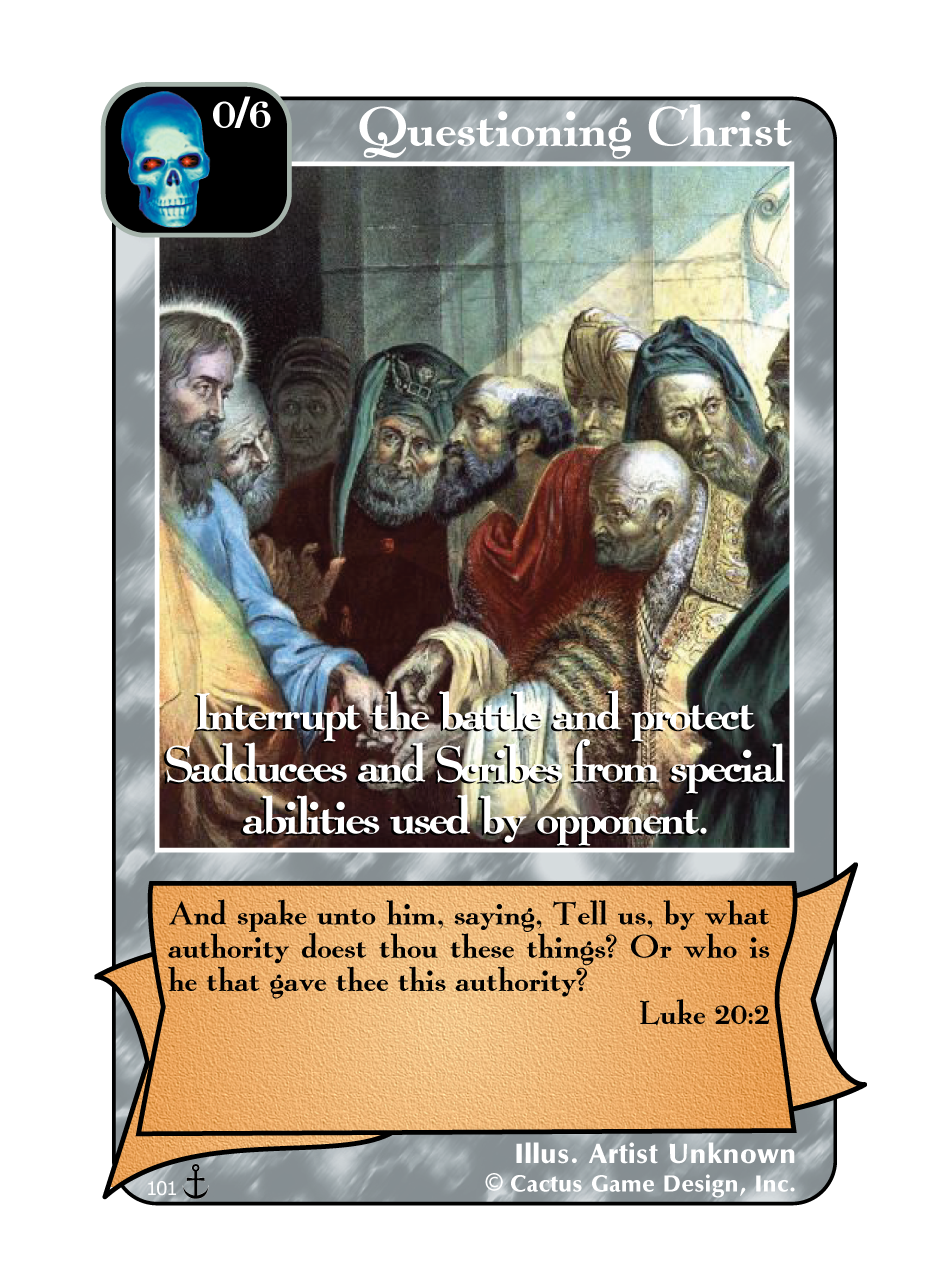 0/6
Questioning Christ
Interrupt the battle and protect
Sadducees and Scribes from special
abilities used by opponent.
And spake unto him, saying, Tell us, by what
authority doest thou these things? Or who is
he that gave thee this authority?
Luke 20:2
Illus. Artist Unknown
101
© Cactus Game Design, Inc.